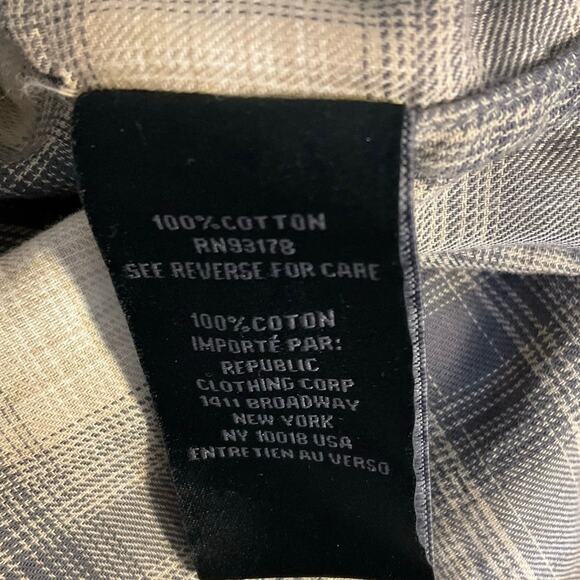 100%COTTON
RN93178
SEE REVERSE FOR CARE
100%COTON
IMPORTÉ PAR:
REPUBLIC
CLOTHING CORP
1411 BROADWAY
NEW YORK
NY 10018 USA
ENTRETIEN AU VERSO